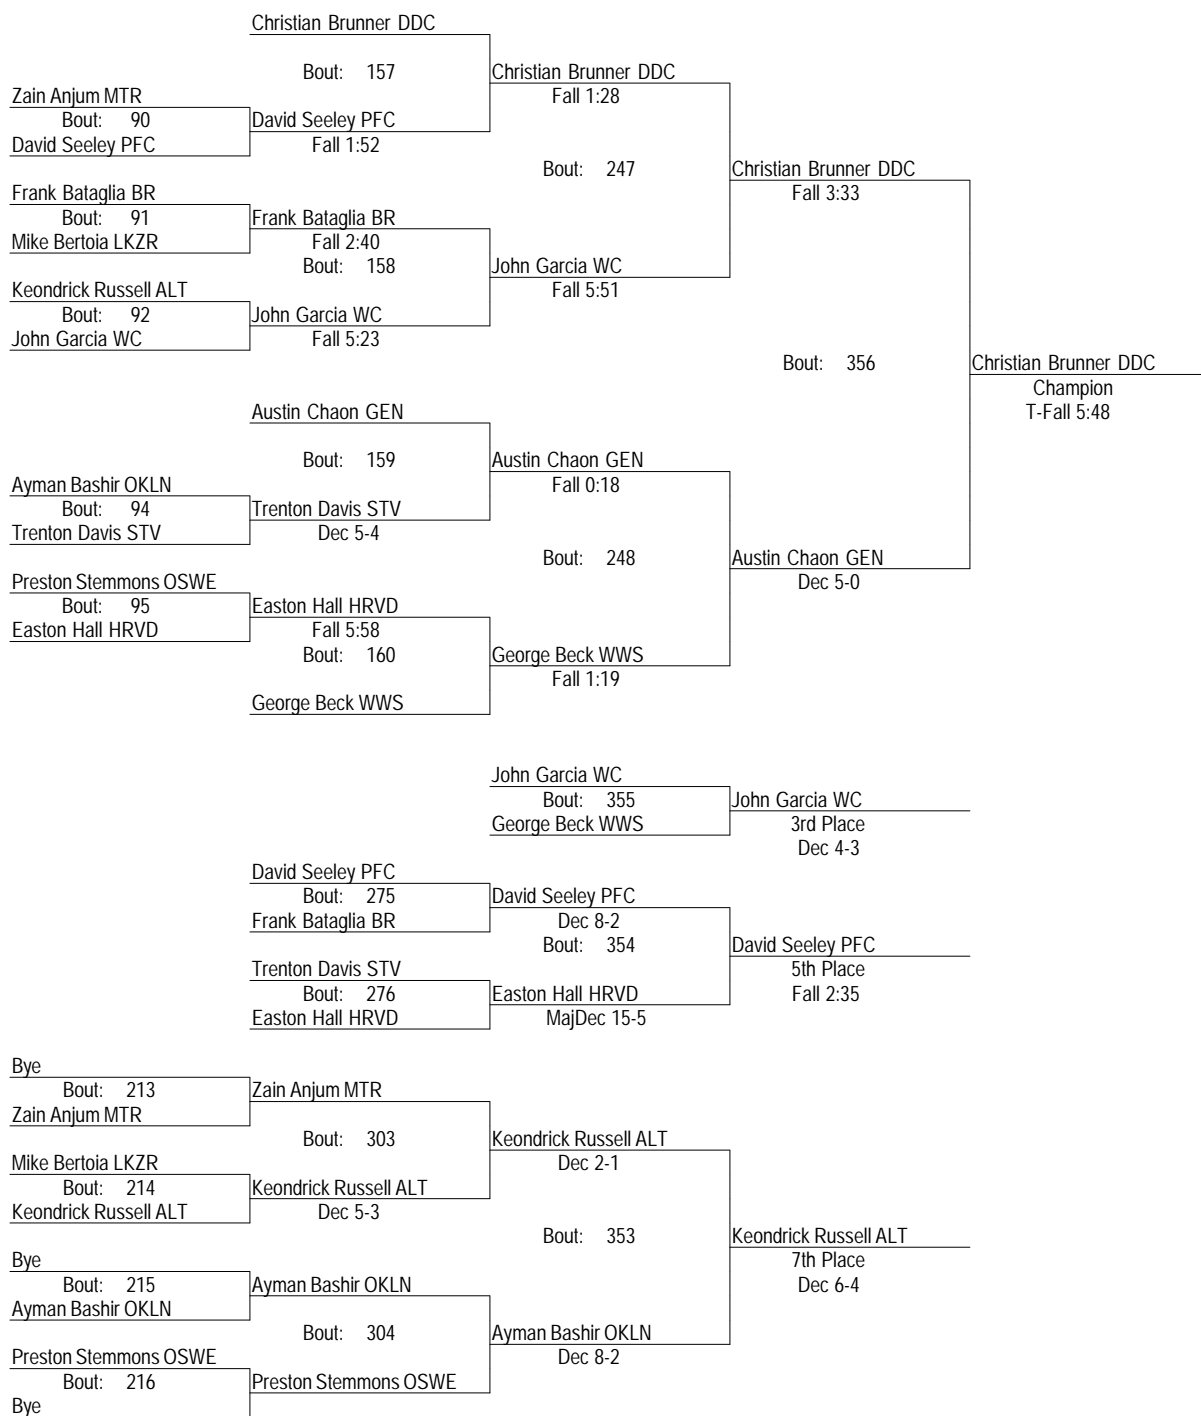 Christian Brunner DDC
Bout: 157
Christian Brunner DDC
Zain Anjum MTR
Fall 1:28
Bout: 90
David Seeley PFC
David Seeley PFC
Fall 1:52
Bout: 247
Christian Brunner DDC
Frank Bataglia BR
Fall 3:33
Bout: 91
Frank Bataglia BR
Mike Bertoia LKZR
Fall 2:40
Bout: 158
John Garcia WC
Keondrick Russell ALT
Fall 5:51
Bout: 92
John Garcia WC
John Garcia WC
Fall 5:23
Bout: 356
Christian Brunner DDC
Champion
T-Fall 5:48
Austin Chaon GEN
Bout: 159
Austin Chaon GEN
Ayman Bashir OKLN
Fall 0:18
Bout: 94
Trenton Davis STV
Trenton Davis STV
Dec 5-4
Bout: 248
Austin Chaon GEN
Preston Stemmons OSWE
Dec 5-0
Bout: 95
Easton Hall HRVD
Easton Hall HRVD
Fall 5:58
Bout: 160
George Beck WWS
Fall 1:19
George Beck WWS
John Garcia WC
Bout: 355
John Garcia WC
George Beck WWS
3rd Place
Dec 4-3
David Seeley PFC
Bout: 275
David Seeley PFC
Frank Bataglia BR
Dec 8-2
Bout: 354
David Seeley PFC
Trenton Davis STV
5th Place
Bout: 276
Easton Hall HRVD
Fall 2:35
Easton Hall HRVD
MajDec 15-5
Bye
Bout: 213
Zain Anjum MTR
Zain Anjum MTR
Bout: 303
Keondrick Russell ALT
Mike Bertoia LKZR
Dec 2-1
Bout: 214
Keondrick Russell ALT
Keondrick Russell ALT
Dec 5-3
Bout: 353
Keondrick Russell ALT
Bye
7th Place
Bout: 215
Ayman Bashir OKLN
Dec 6-4
Ayman Bashir OKLN
Bout: 304
Ayman Bashir OKLN
Preston Stemmons OSWE
Dec 8-2
Bout: 216
Preston Stemmons OSWE
Bye